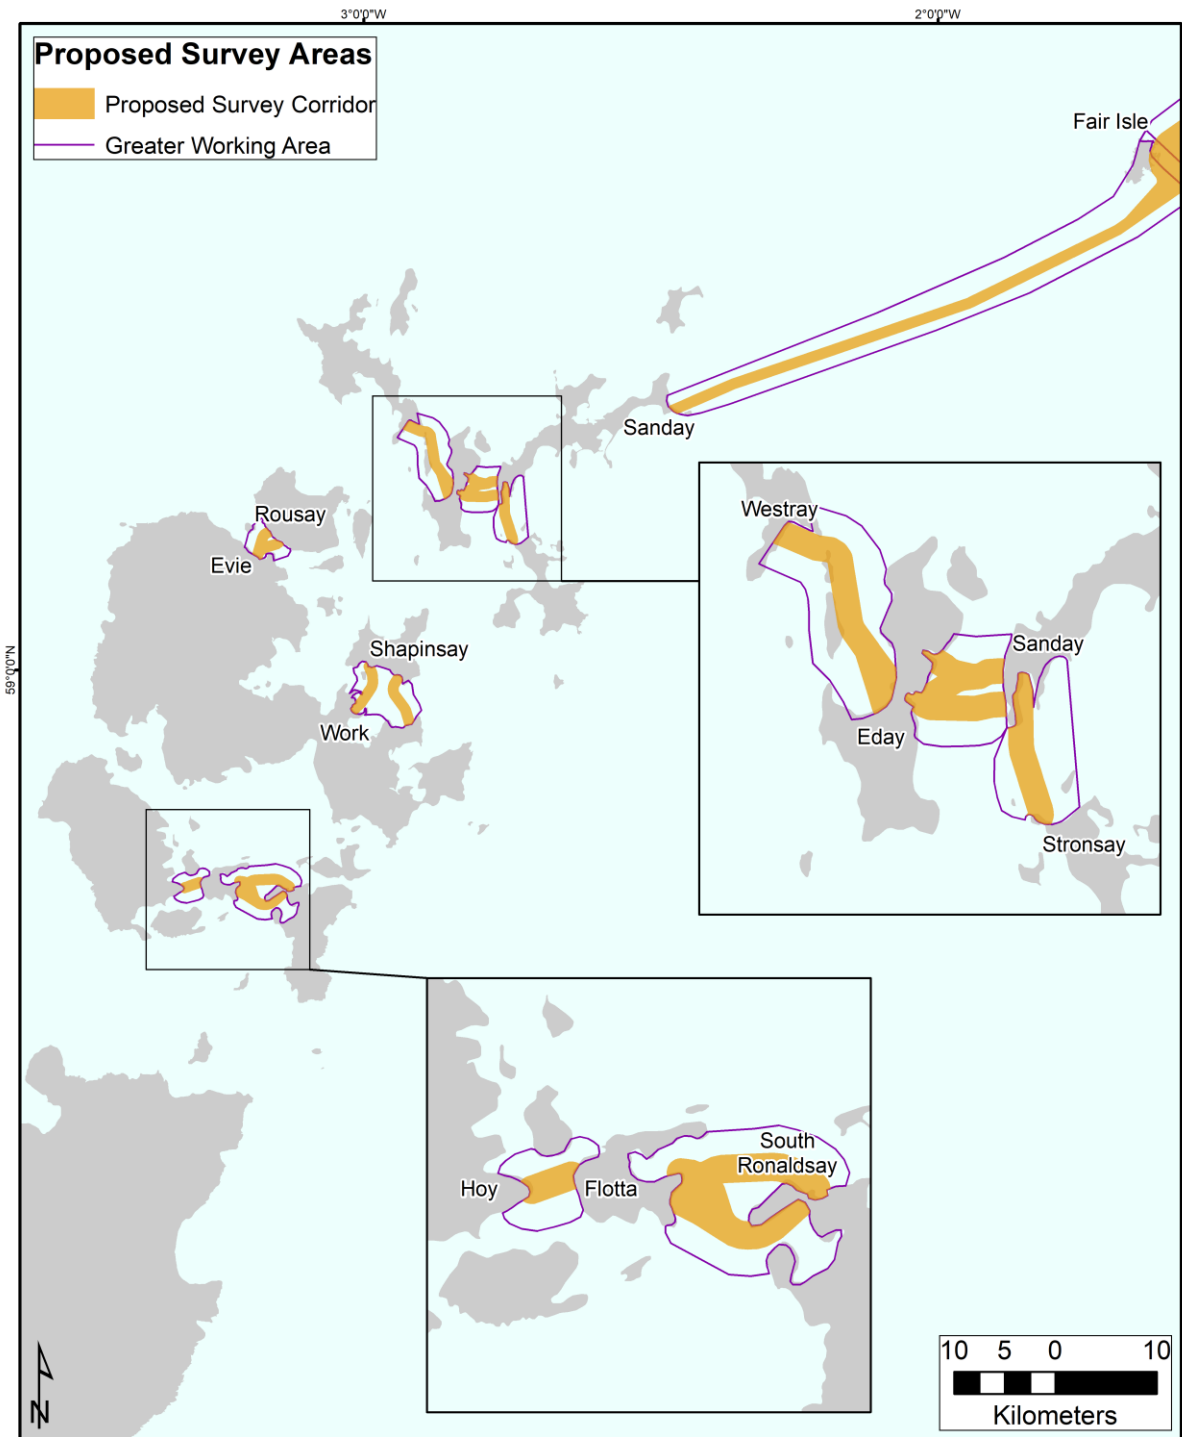 3°0'0"W
2°0'0"W
Proposed Survey Areas
Proposed Survey Corridor
Greater Working Area
Fair Isle
Sanday
Rousay
Evie
Westray
Sanday
Shapinsay
59°0'0"N
Work
Eday
Stronsay
South
Ronaldsay
Hoy
Flotta
10 5 0 10
Kilometers
N